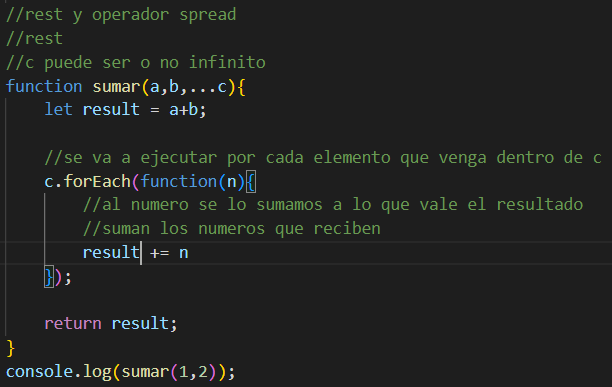 //rest y operador spread
//rest
//c puede ser o no infinito
function sumar(a,b,...c){
    let result = a+b;
    //se va a ejecutar por cada elemento que venga dentro de c
    c.forEach(function(n){
        //al numero se lo sumamos a lo que vale el resultado
        //suman los numeros que reciben
        result += n
    });
    return result;
}
console.log(sumar(1,2));